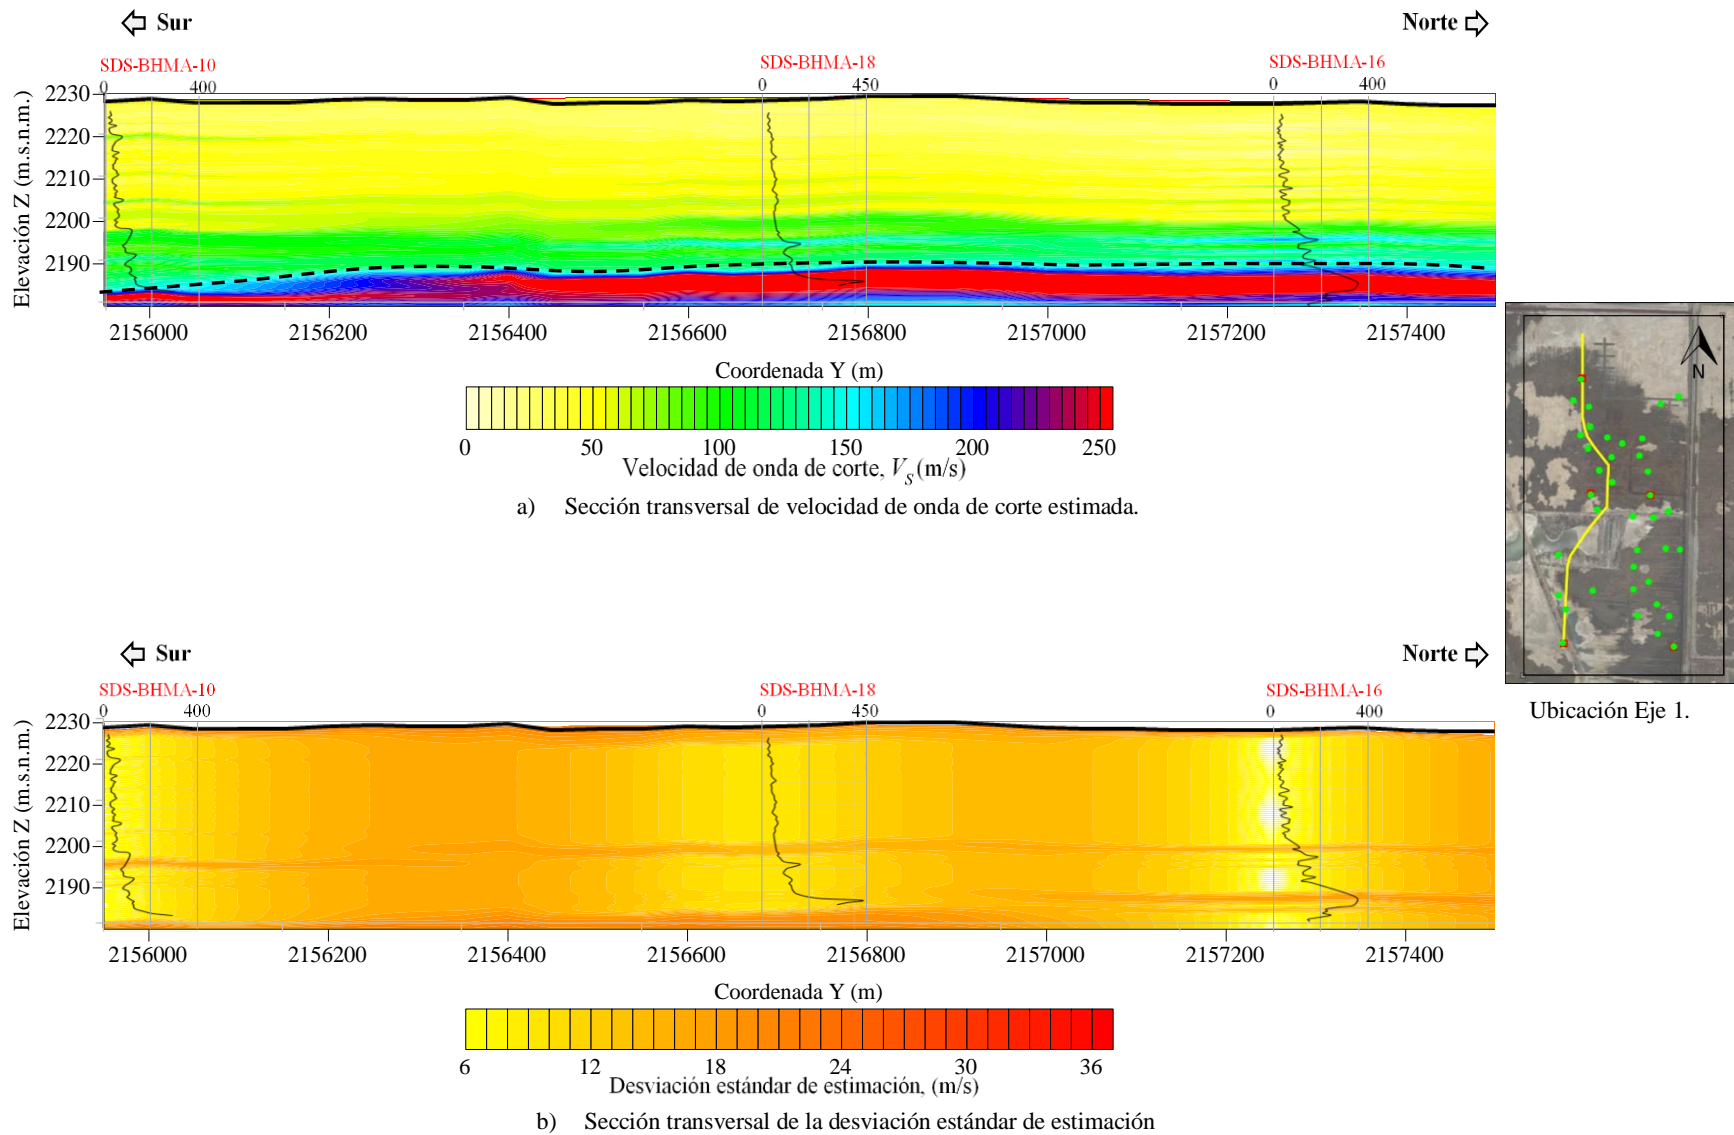 Sur Norte
SDS-BHMA-10 SDS-BHMA-18 SDS-BHMA-16
0 400 0 450 0 400
2230
2220
2210
2200
2190
Elevación Z (m.s.n.m.)
2156000 2156200 2156400 2156600 2156800 2157000 2157200 2157400
Coordenada Y (m)
0 50 100 150 200 250
Velocidad de onda de corte, V_S (m/s)
a) Sección transversal de velocidad de onda de corte estimada.
N
Ubicación Eje 1.
Sur Norte
SDS-BHMA-10 SDS-BHMA-18 SDS-BHMA-16
0 400 0 450 0 400
2230
2220
2210
2200
2190
Elevación Z (m.s.n.m.)
2156000 2156200 2156400 2156600 2156800 2157000 2157200 2157400
Coordenada Y (m)
6 12 18 24 30 36
Desviación estándar de estimación, (m/s)
b) Sección transversal de la desviación estándar de estimación